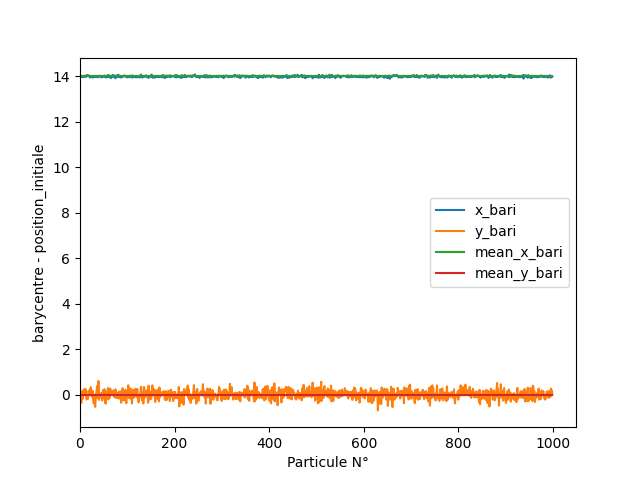 14
12
10
8
6
4
2
0
barycentre - position_initiale
x_bari
y_bari
mean_x_bari
mean_y_bari
0
200
400
600
800
1000
Particule N°